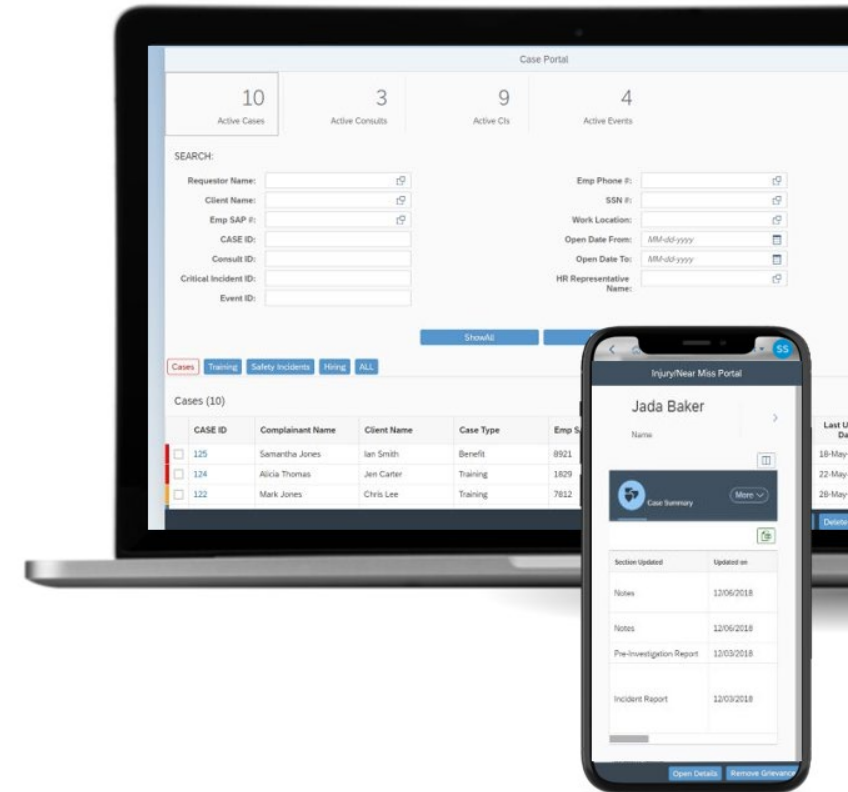 Case Portal
10 3 9 4
Active Cases Active Consults Active CIs Active Events
SEARCH:
Requestor Name: Emp Phone #:
Client Name: SSN #:
Emp SAP #: Work Location:
CASE ID: Open Date From: MM-dd-yyyy
Consult ID: Open Date To: MM-dd-yyyy
Critical Incident ID: HR Representative Name:
Event ID:
ShowAll
Cases Training Safety Incidents Hiring ALL
Cases (10)
CASE ID Complainant Name Client Name Case Type Emp
125 Samantha Jones Ian Smith Benefit 8921 18-May-
124 Alicia Thomas Jen Carter Training 1829 22-May-
122 Mark Jones Chris Lee Training 7812 28-May-
Delete
SS
Injury/Near Miss Portal
Jada Baker
Name
Case Summary More
Section Updated Updated on
Notes 12/06/2018
Notes 12/06/2018
Pre-Investigation Report 12/03/2018
Incident Report 12/03/2018
Open Details Remove Grievance